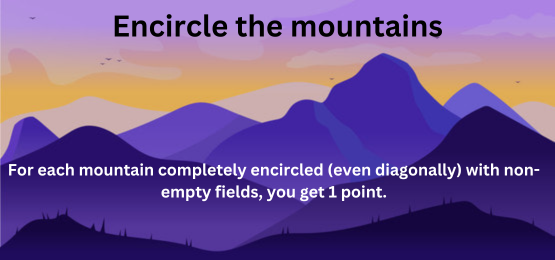 Encircle the mountains
For each mountain completely encircled (even diagonally) with non-
empty fields, you get 1 point.